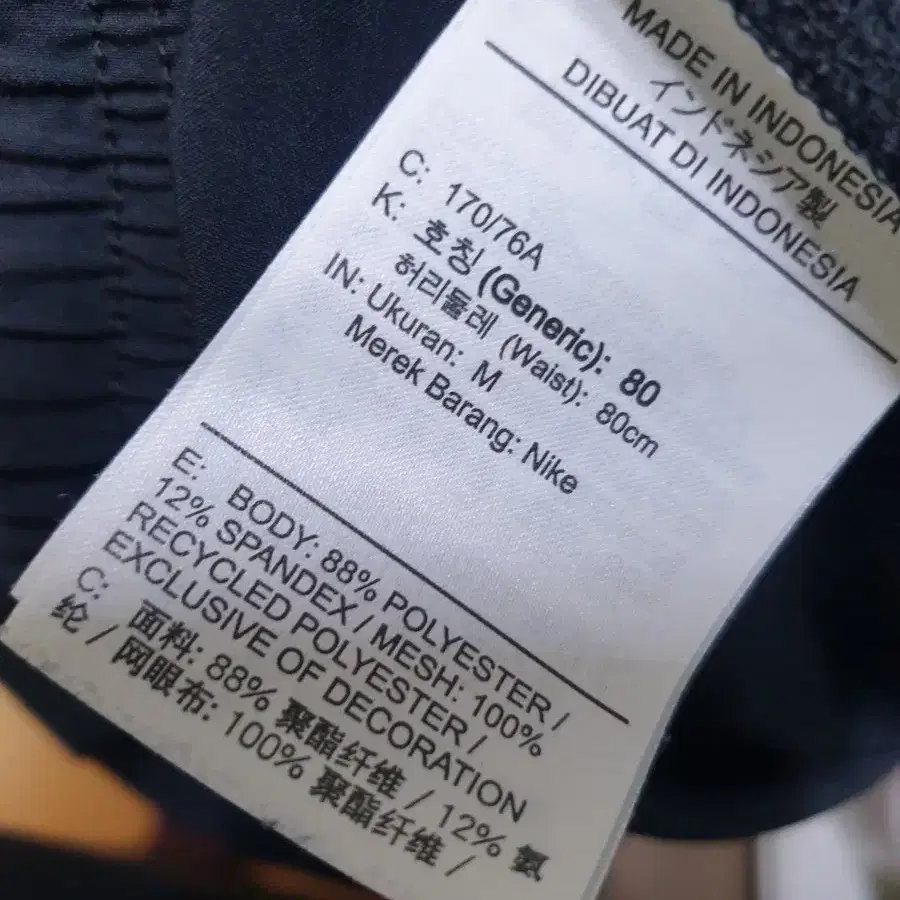 MADE IN INDONESIA
インドネシア製
DIBUAT DI INDONESIA
C: 170/76A
K: 호칭 (Generic): 80
허리둘레 (Waist): 80cm
IN: Ukuran: M
Merek Barang: Nike
E: BODY: 88% POLYESTER /
12% SPANDEX / MESH: 100%
RECYCLED POLYESTER /
EXCLUSIVE OF DECORATION
C: 面料: 88% 聚酯纤维 / 12% 氨
纶 / 网眼布: 100% 聚酯纤维 /